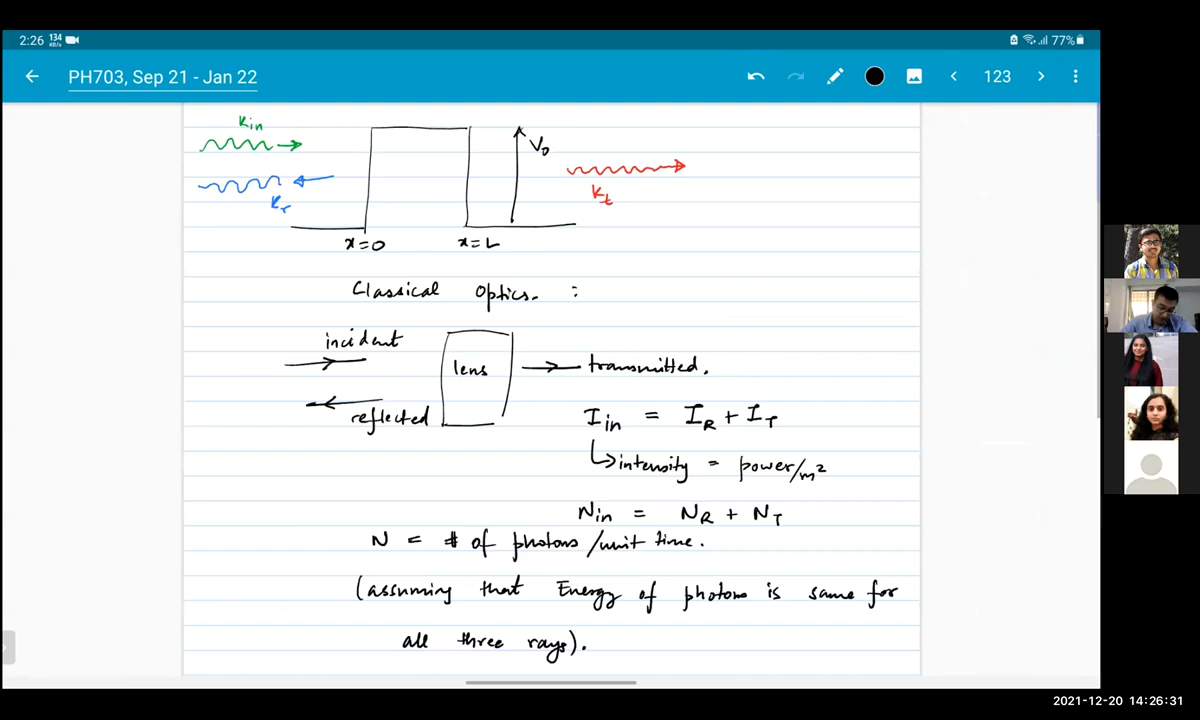 2:26 134 KB/s 77%
PH703, Sep 21 - Jan 22 123
Kin
Kr
V0
Kt
x=0 x=L
Classical Optics. :
incident
lens
transmitted.
reflected
Iin = IR + IT
↳intensity = power/m²
Nin = NR + NT
N = # of photons /unit time.
(assuming that Energy of photons is same for
all three rays).
2021-12-20 14:26:31